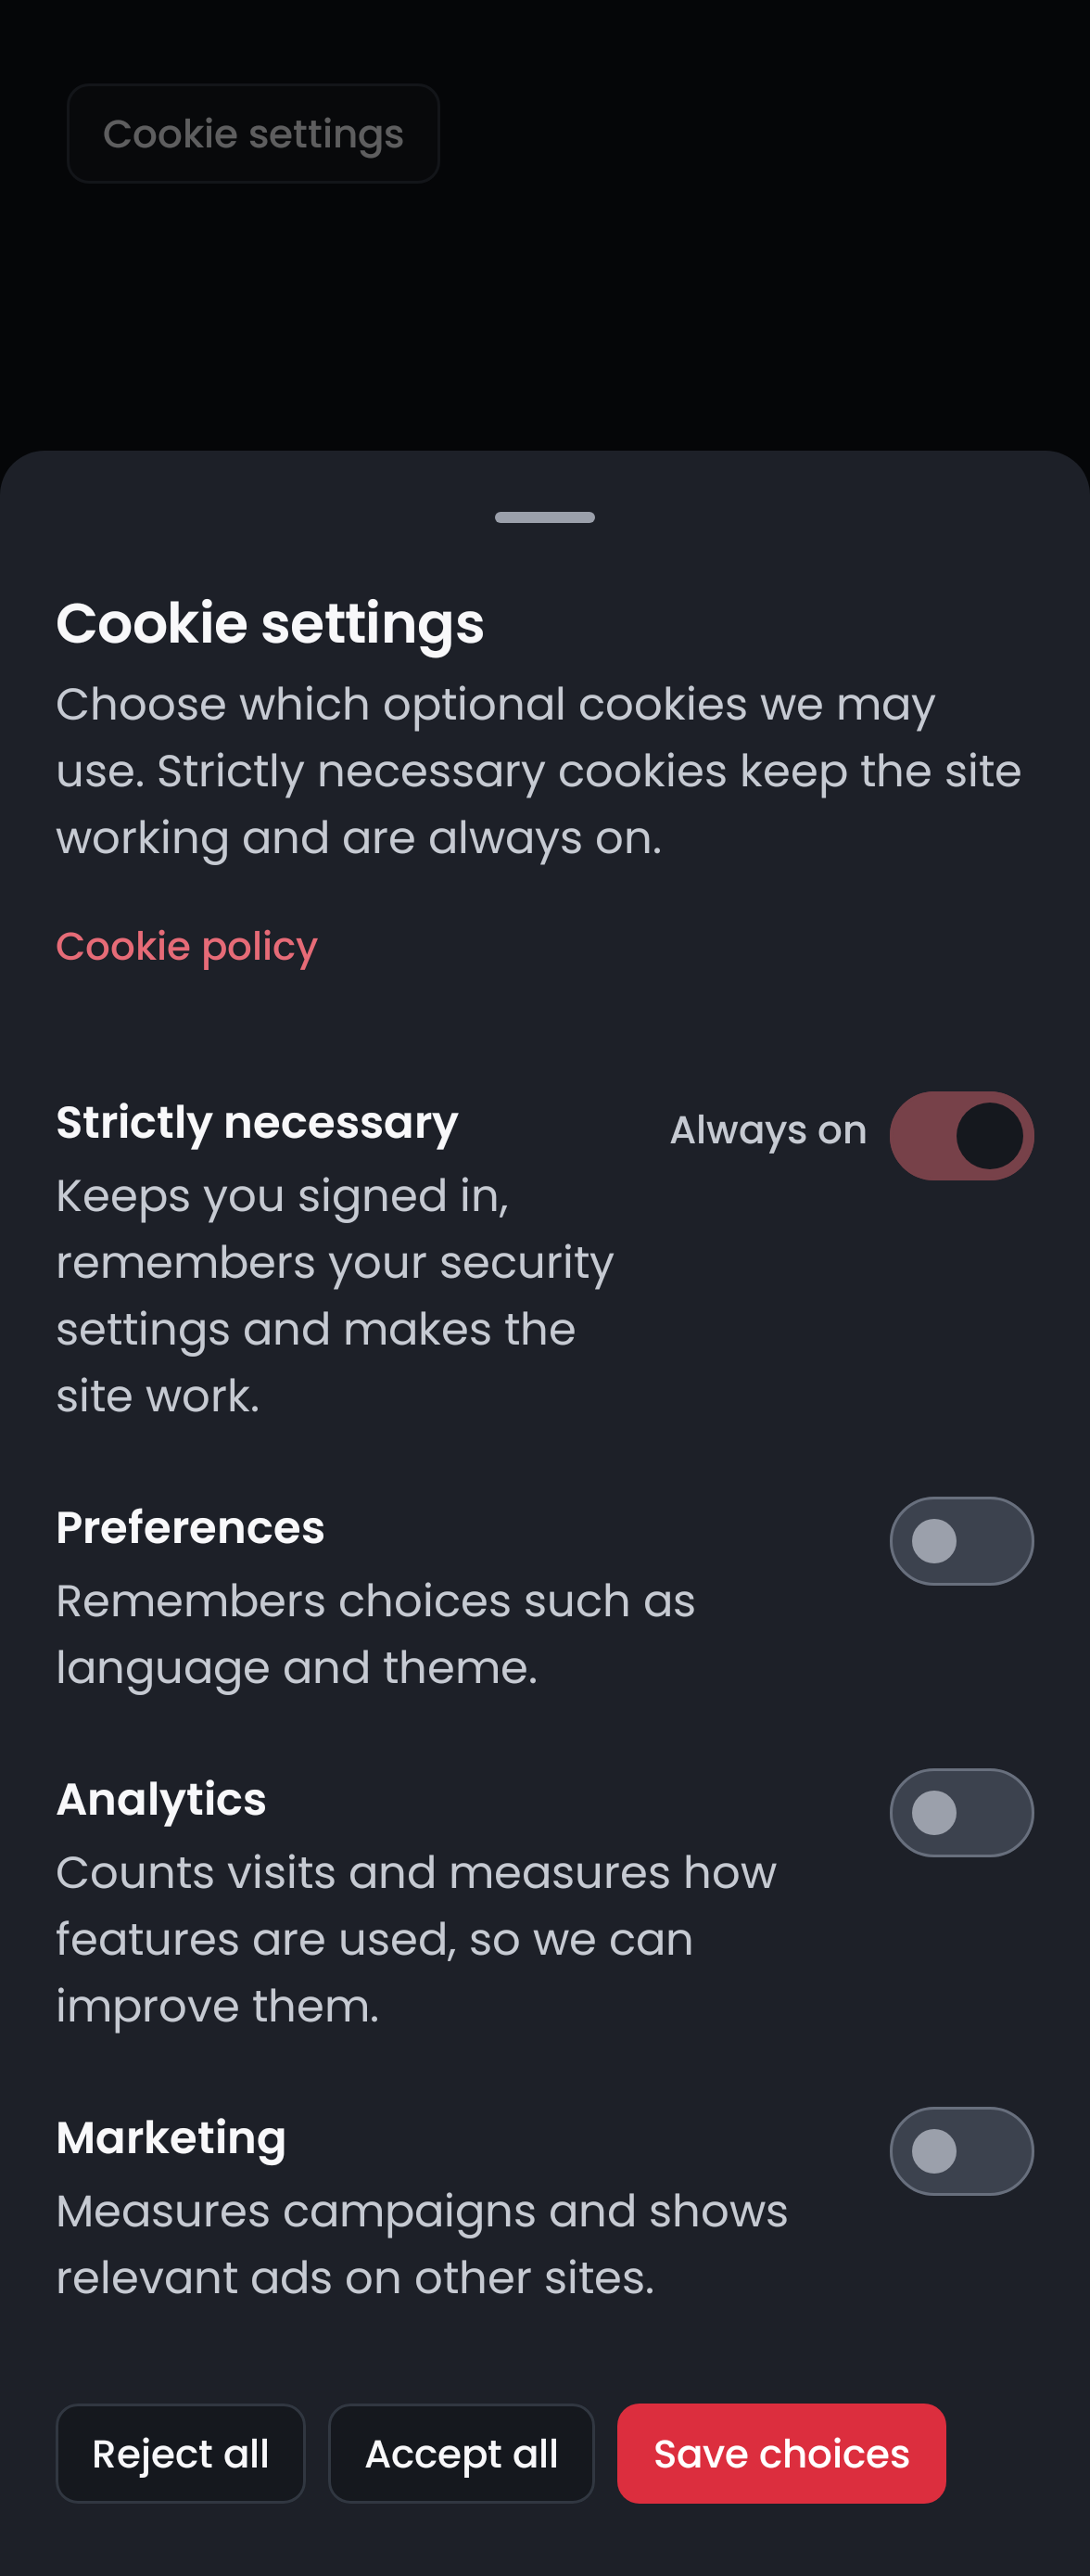 Cookie settings
Cookie settings
Choose which optional cookies we may
use. Strictly necessary cookies keep the site
working and are always on.
Cookie policy
Strictly necessary
Always on
Keeps you signed in,
remembers your security
settings and makes the
site work.
Preferences
Remembers choices such as
language and theme.
Analytics
Counts visits and measures how
features are used, so we can
improve them.
Marketing
Measures campaigns and shows
relevant ads on other sites.
Reject all
Accept all
Save choices